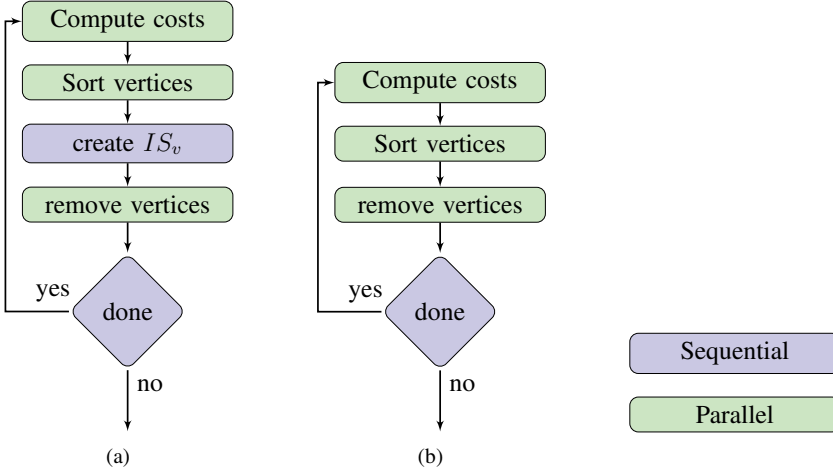 Compute costs
Sort vertices
create IS_v
remove vertices
yes
done
no
(a)
Compute costs
Sort vertices
remove vertices
yes
done
no
(b)
Sequential
Parallel